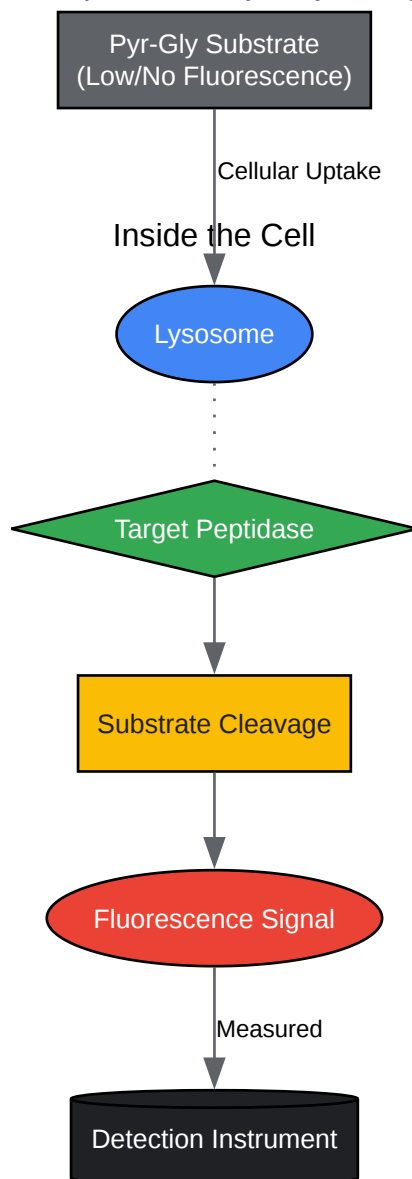 Pyr-Gly Substrate
(Low/No Fluorescence)
Cellular Uptake
Inside the Cell
Lysosome
Target Peptidase
Substrate Cleavage
Fluorescence Signal
Measured
Detection Instrument